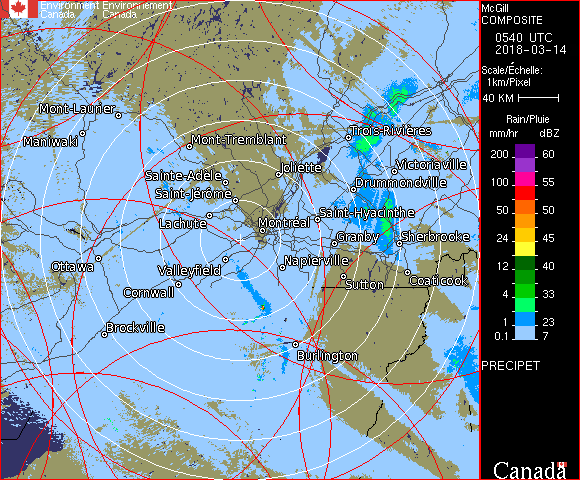 Environment Environnement
Canada Canada
McGill
COMPOSITE
0540 UTC
2018-03-14
Scale/Échelle:
1km/Pixel
40 KM
Rain/Pluie
mm/hr dBZ
200 60
100 55
50 50
24 45
12 40
4 33
1 23
0.1 7
PRECIPET
Canada
Mont-Laurier
Maniwaki
Mont-Tremblant
Trois-Rivières
Joliette
Victoriaville
Sainte-Adèle
Drummondville
Saint-Jérôme
Saint-Hyacinthe
Lachute
Montréal
Granby
Sherbrooke
Ottawa
Valleyfield
Napierville
Cornwall
Sutton
Coaticook
Brockville
Burlington